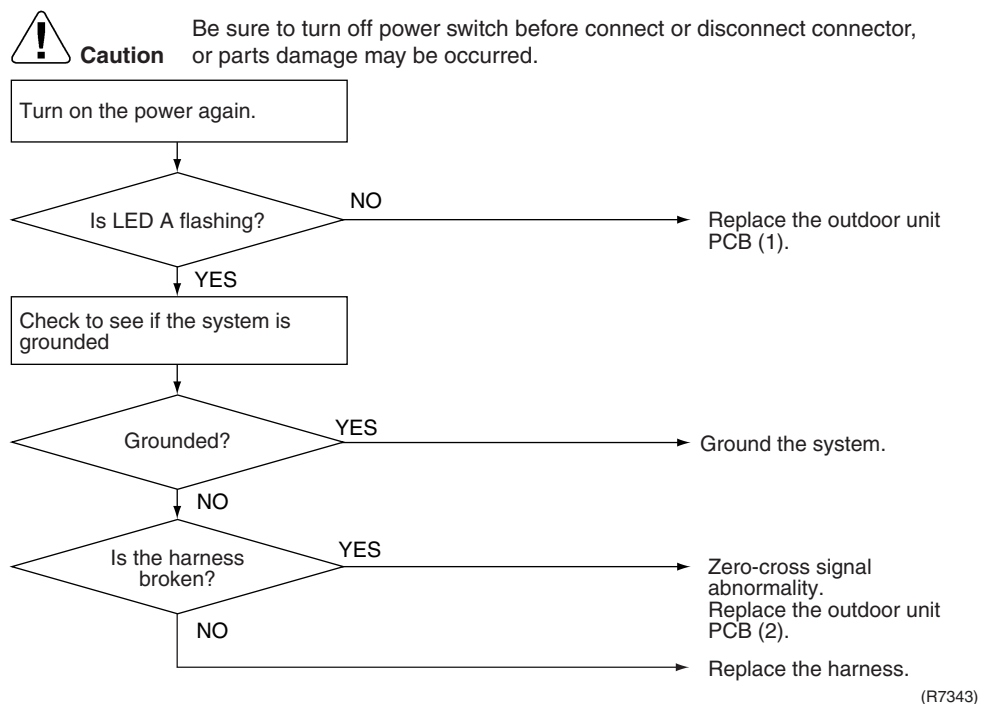 Be sure to turn off power switch before connect or disconnect connector,
Caution or parts damage may be occurred.
Turn on the power again.
Is LED A flashing?
NO
Replace the outdoor unit
PCB (1).
YES
Check to see if the system is
grounded
Grounded?
YES
Ground the system.
NO
Is the harness
broken?
YES
Zero-cross signal
abnormality.
Replace the outdoor unit
PCB (2).
NO
Replace the harness.
(R7343)